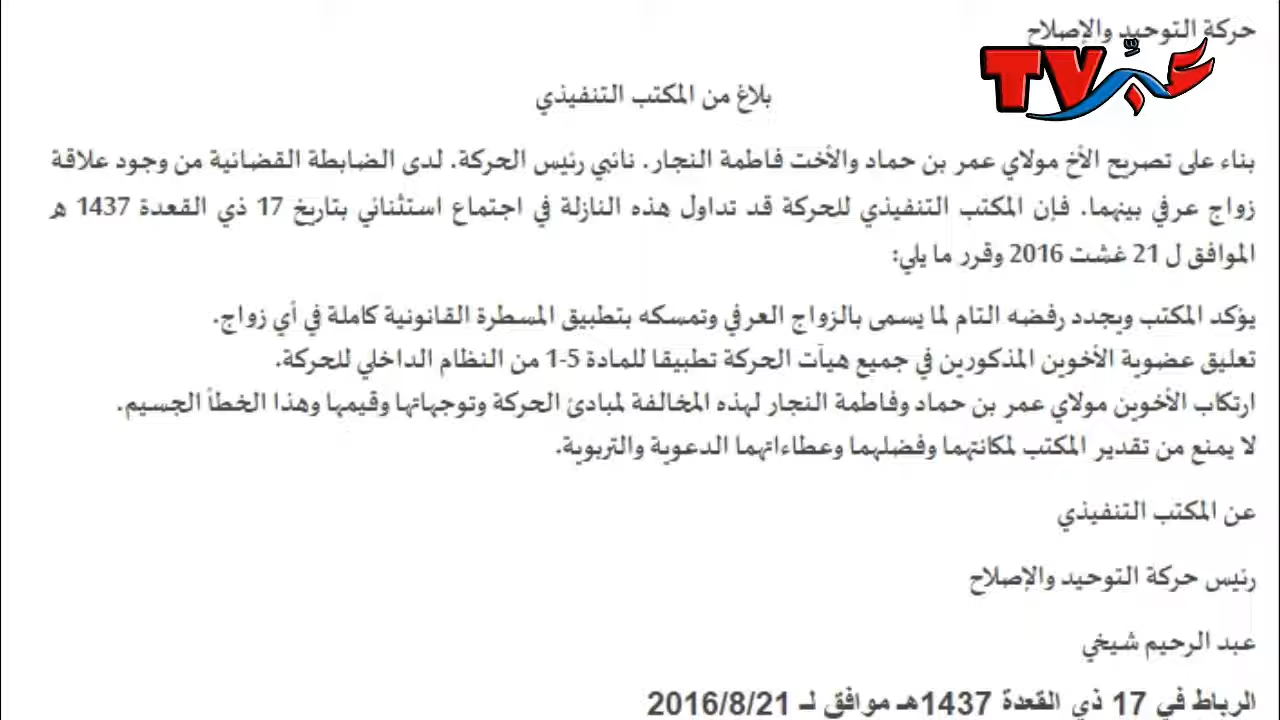 حركة التوحيد والإصلاح
عبّر TV
بلاغ من المكتب التنفيذي
بناء على تصريح الأخ مولاي عمر بن حماد والأخت فاطمة النجار. نائبي رئيس الحركة. لدى الضابطة القضائية من وجود علاقة
زواج عرفي بينهما. فإن المكتب التنفيذي للحركة قد تداول هذه النازلة في اجتماع استثنائي بتاريخ 17 ذي القعدة 1437 هـ
الموافق ل 21 غشت 2016 وقرر ما يلي:
يؤكد المكتب ويجدد رفضه التام لما يسمى بالزواج العرفي وتمسكه بتطبيق المسطرة القانونية كاملة في أي زواج.
تعليق عضوية الأخوين المذكورين في جميع هيآت الحركة تطبيقا للمادة 5-1 من النظام الداخلي للحركة.
ارتكاب الأخوين مولاي عمر بن حماد وفاطمة النجار لهذه المخالفة لمبادئ الحركة وتوجهاتها وقيمها وهذا الخطأ الجسيم.
لا يمنع من تقدير المكتب لمكانتهما وفضلهما وعطاءاتهما الدعوية والتربوية.
عن المكتب التنفيذي
رئيس حركة التوحيد والإصلاح
عبد الرحيم شيخي
الرباط في 17 ذي القعدة 1437هـ موافق لـ 2016/8/21